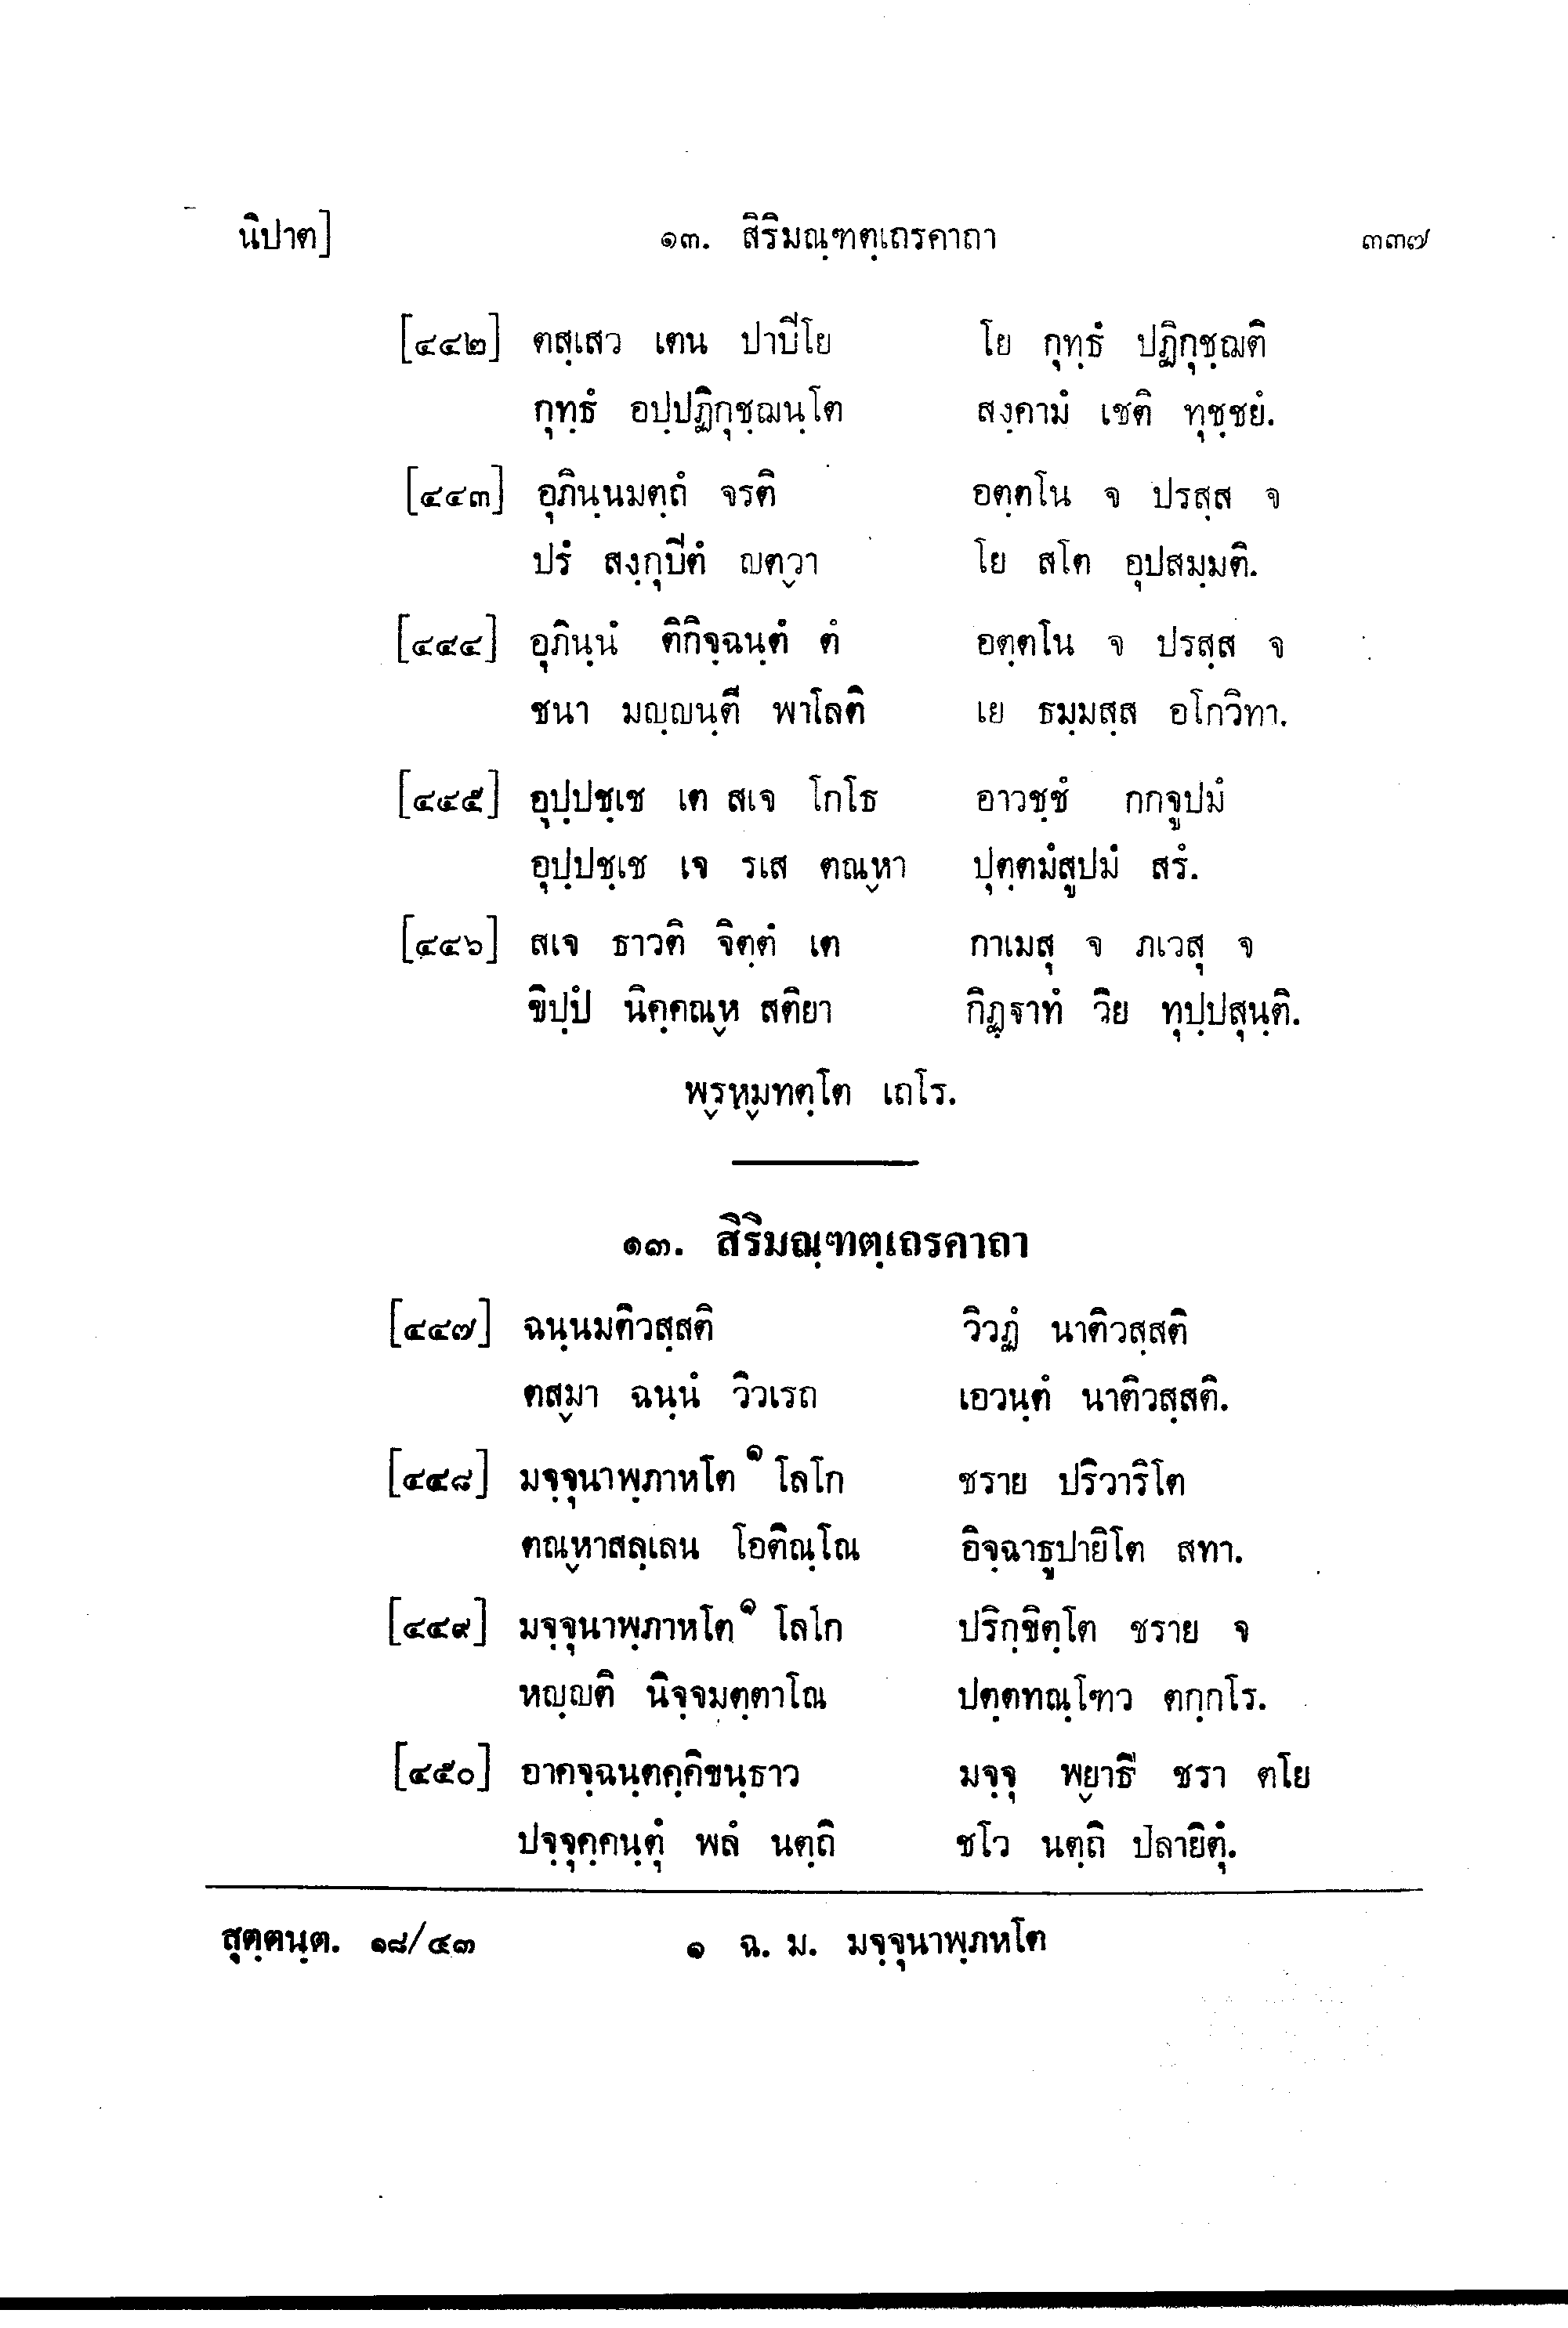 นิปาต] ๑๓. สิริมณฺฑตฺเถรคาถา ๓๓๗
[๔๔๒] ตสฺเสว เตน ปาปิโย โย กุทฺธํ ปฏิกุชฺฌติ
กุทฺธํ อปฺปฏิกุชฺฌนฺโต สงฺคามํ เชติ ทุชฺชยํ.
[๔๔๓] อุภินฺนมตฺถํ จรติ อตฺตโน จ ปรสฺส จ
ปรํ สงฺกุปิตํ ญตฺวา โย สโต อุปสมฺมติ.
[๔๔๔] อุภินฺนํ ติกิจฺฉนฺตํ ตํ อตฺตโน จ ปรสฺส จ
ชนา มญฺญนฺติ พาโลติ เย ธมฺมสฺส อโกวิทา.
[๔๔๕] อุปฺปชฺเช เต สเจ โกโธ อาวชฺชํ กกจูปมํ
อุปฺปชฺเช เจ รเส ตณฺหา ปุตฺตมํสูปมํ สรํ.
[๔๔๖] สเจ ธาวติ จิตฺตํ เต กาเมสุ จ ภเวสุ จ
ขิปฺปํ นิคฺคณฺห สติยา กิฏฺฐาทํ วิย ทุปฺปสุนฺติ.
พฺรหฺมทตฺโต เถโร.
๑๓. สิริมณฺฑตฺเถรคาถา
[๔๔๗] ฉนฺนมติวสฺสติ วิวฏํ นาติวสฺสติ
ตสฺมา ฉนฺนํ วิวเรถ เอวนฺตํ นาติวสฺสติ.
[๔๔๘] มจฺจุนาพฺภาหโต ๑ โลโก ชราย ปริวาริโต
ตณฺหาสลฺเลน โอติณฺโณ อิจฺฉาธูปายิโต สทา.
[๔๔๙] มจฺจุนาพฺภาหโต ๑ โลโก ปริกฺขิตฺโต ชราย จ
หญฺญติ นิจฺจมตฺตาโณ ปตฺตทณฺโฑว ตกฺกโร.
[๔๕๐] อาคจฺฉนฺตคฺคิขนฺธาว มจฺจุ พฺยาธิ ชรา ตโย
ปจฺจุคฺคนฺตุํ พลํ นตฺถิ ชโว นตฺถิ ปลายิตุํ.
สุตฺตนฺต. ๑๘/๔๓ ๑ ฉ. ม. มจฺจุนาพฺภหโต